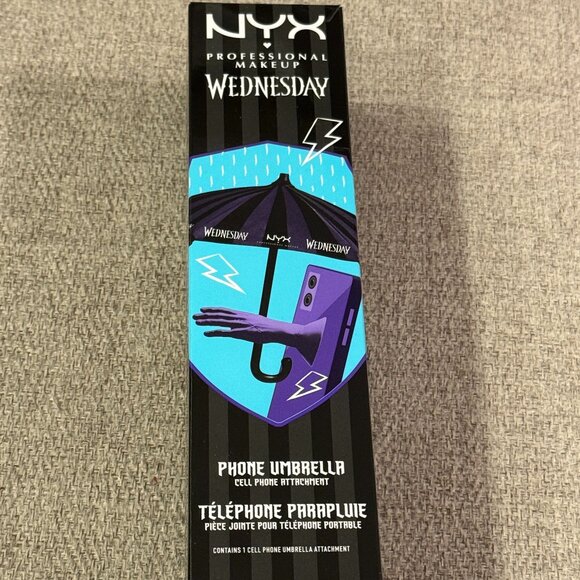 NYX
PROFESSIONAL
MAKEUP
WEDNESDAY
WEDNESDAY NYX WEDNESDAY
PHONE UMBRELLA
CELL PHONE ATTACHMENT
TÉLÉPHONE PARAPLUIE
PIÈCE JOINTE POUR TÉLÉPHONE PORTABLE
CONTAINS 1 CELL PHONE UMBRELLA ATTACHMENT